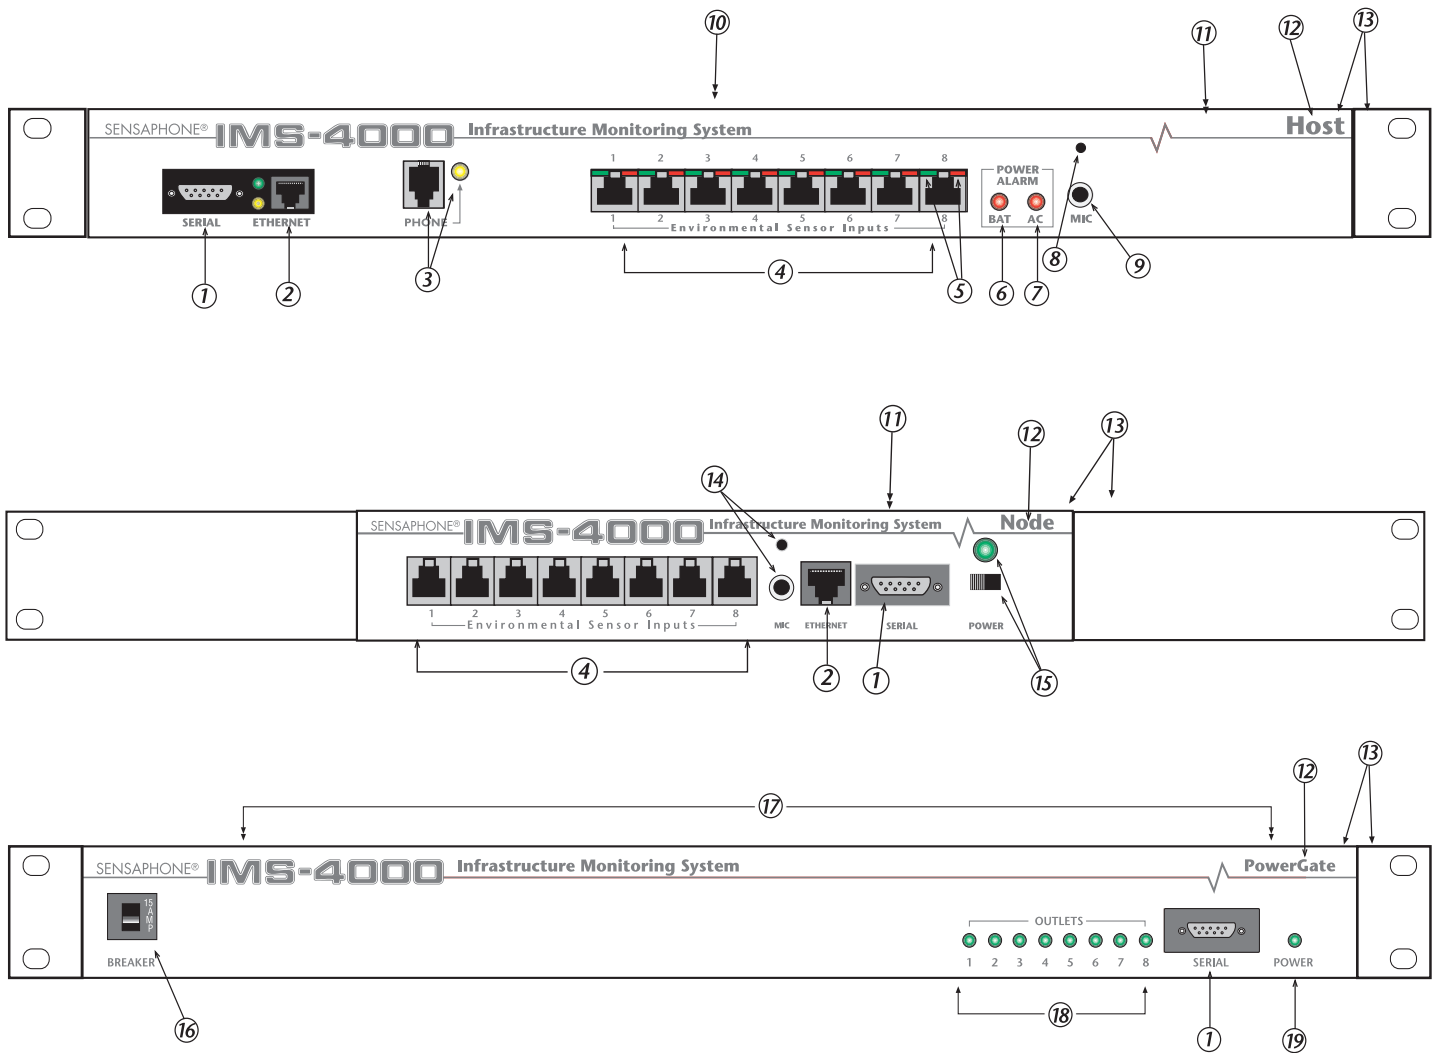 10
11
12
13
SENSAPHONE® IMS-4000 Infrastructure Monitoring System Host
1 2 3 4 5 6 7 8
POWER
ALARM
SERIAL ETHERNET PHONE
1 2 3 4 5 6 7 8
Environmental Sensor Inputs
BAT AC MIC
1 2 3 4 5 6 7 8 9
11
12
13
14
SENSAPHONE® IMS-4000 Infrastructure Monitoring System Node
1 2 3 4 5 6 7 8
Environmental Sensor Inputs
MIC ETHERNET SERIAL POWER
4 2 1 15
17
12
13
SENSAPHONE® IMS-4000 Infrastructure Monitoring System PowerGate
15
A
M
P
OUTLETS
1 2 3 4 5 6 7 8
BREAKER SERIAL POWER
16 18 1 19